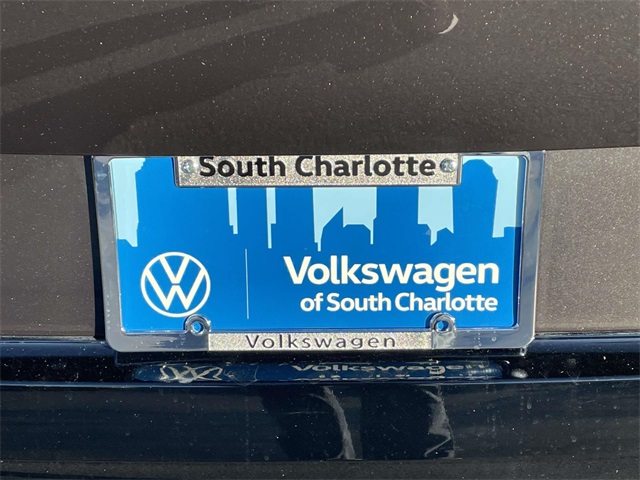 South Charlotte
Volkswagen
of South Charlotte
Volkswagen